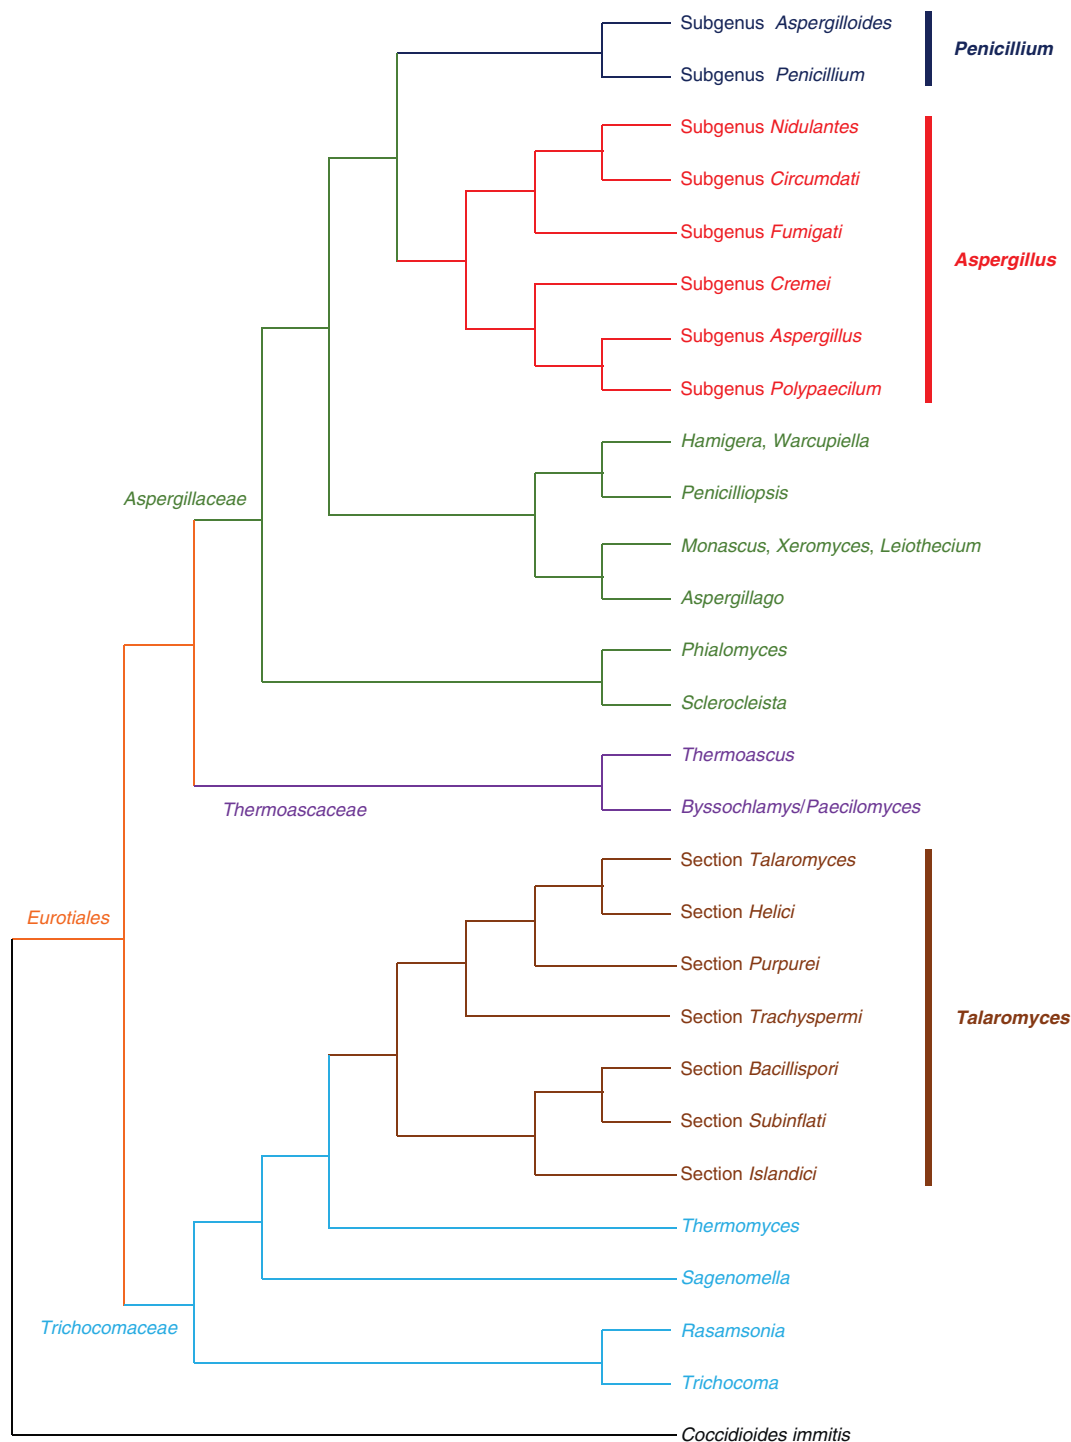 Subgenus Aspergilloides
Penicillium
Subgenus Penicillium
Subgenus Nidulantes
Subgenus Circumdati
Subgenus Fumigati
Aspergillus
Subgenus Cremei
Subgenus Aspergillus
Subgenus Polypaecilum
Hamigera, Warcupiella
Penicilliopsis
Aspergillaceae
Monascus, Xeromyces, Leiothecium
Aspergillago
Phialomyces
Sclerocleista
Thermoascus
Byssochlamys/Paecilomyces
Thermoascaceae
Section Talaromyces
Section Helici
Eurotiales
Section Purpurei
Section Trachyspermi
Talaromyces
Section Bacillispori
Section Subinflati
Section Islandici
Thermomyces
Sagenomella
Trichocomaceae
Rasamsonia
Trichocoma
Coccidioides immitis